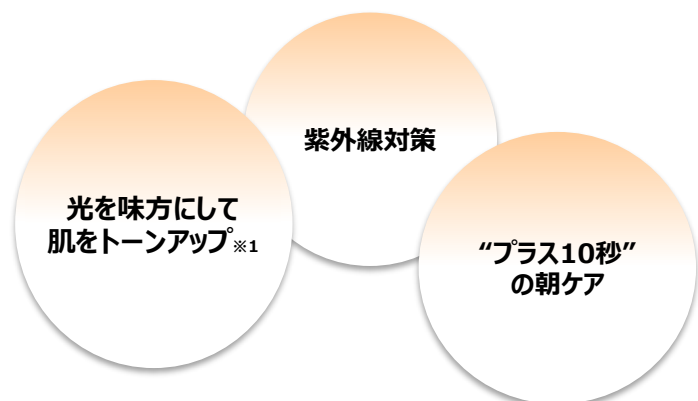 紫外線対策
光を味方にして
肌をトーンアップ※1
“プラス10秒”
の朝ケア